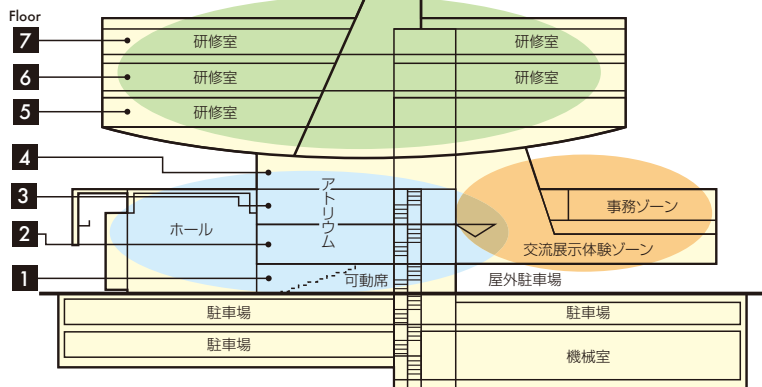 Floor
7
研修室
研修室
6
研修室
研修室
5
研修室
4
3
アトリウム
事務ゾーン
2
ホール
交流展示体験ゾーン
1
可動席
屋外駐車場
駐車場
駐車場
駐車場
機械室